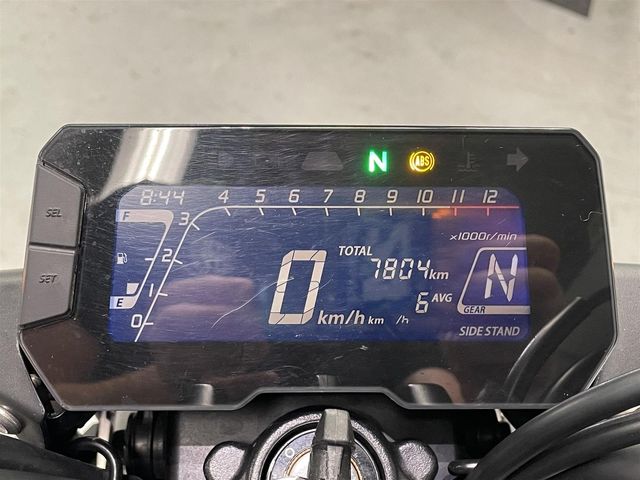 N ABS
8:44 4 5 6 7 8 9 10 11 12
SEL F 3
x1000r/min
TOTAL
2 7804km
SET 0 N
6 AVG
E 1 GEAR
km/h km /h
0 SIDE STAND